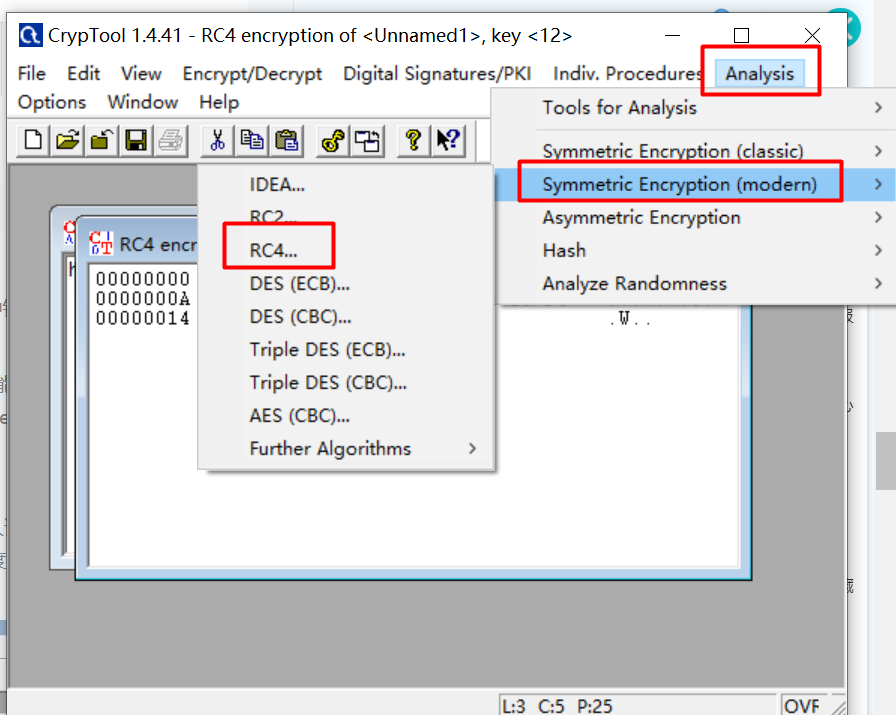 CrypTool 1.4.41 - RC4 encryption of <Unnamed1>, key <12>
File Edit View Encrypt/Decrypt Digital Signatures/PKI Indiv. Procedures Analysis
Options Window Help
Tools for Analysis
Symmetric Encryption (classic)
Symmetric Encryption (modern)
Asymmetric Encryption
Hash
Analyze Randomness
IDEA...
RC2...
RC4...
DES (ECB)...
DES (CBC)...
Triple DES (ECB)...
Triple DES (CBC)...
AES (CBC)...
Further Algorithms
RC4 encr
00000000
0000000A
00000014
.W..
L:3 C:5 P:25
OVR